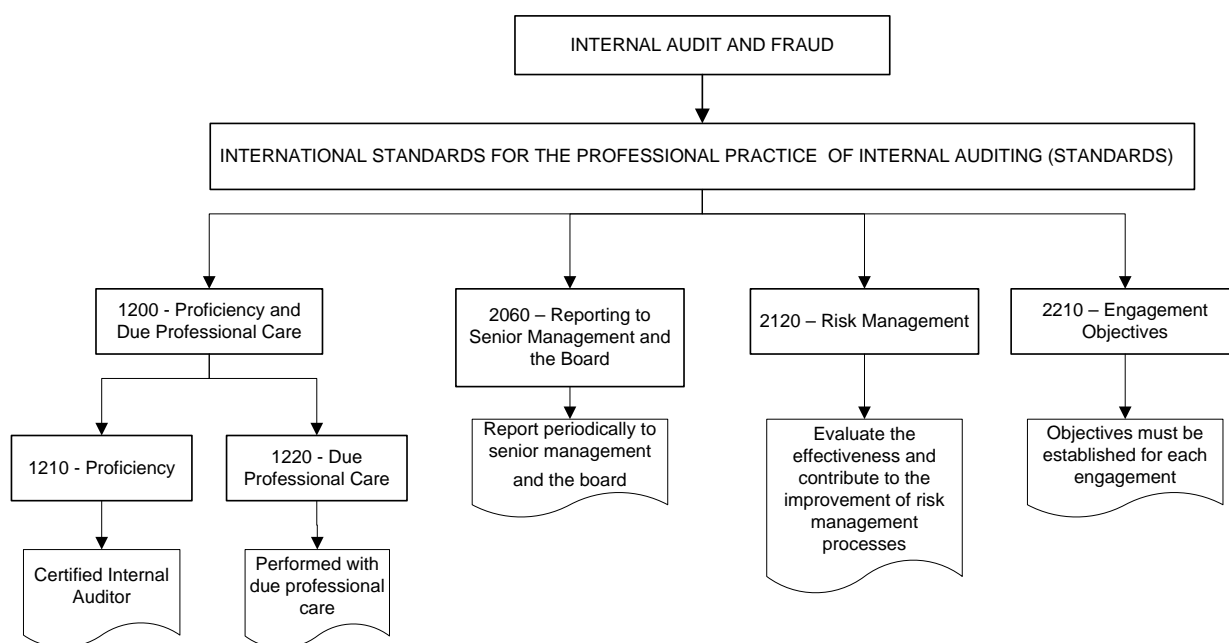 INTERNAL AUDIT AND FRAUD
INTERNATIONAL STANDARDS FOR THE PROFESSIONAL PRACTICE OF INTERNAL AUDITING (STANDARDS)
1200 - Proficiency and
Due Professional Care
2060 – Reporting to
Senior Management and
the Board
2120 – Risk Management
2210 – Engagement
Objectives
1210 - Proficiency
1220 - Due
Professional Care
Report periodically to
senior management
and the board
Evaluate the
effectiveness and
contribute to the
improvement of risk
management
processes
Objectives must be
established for each
engagement
Certified Internal
Auditor
Performed with
due professional
care